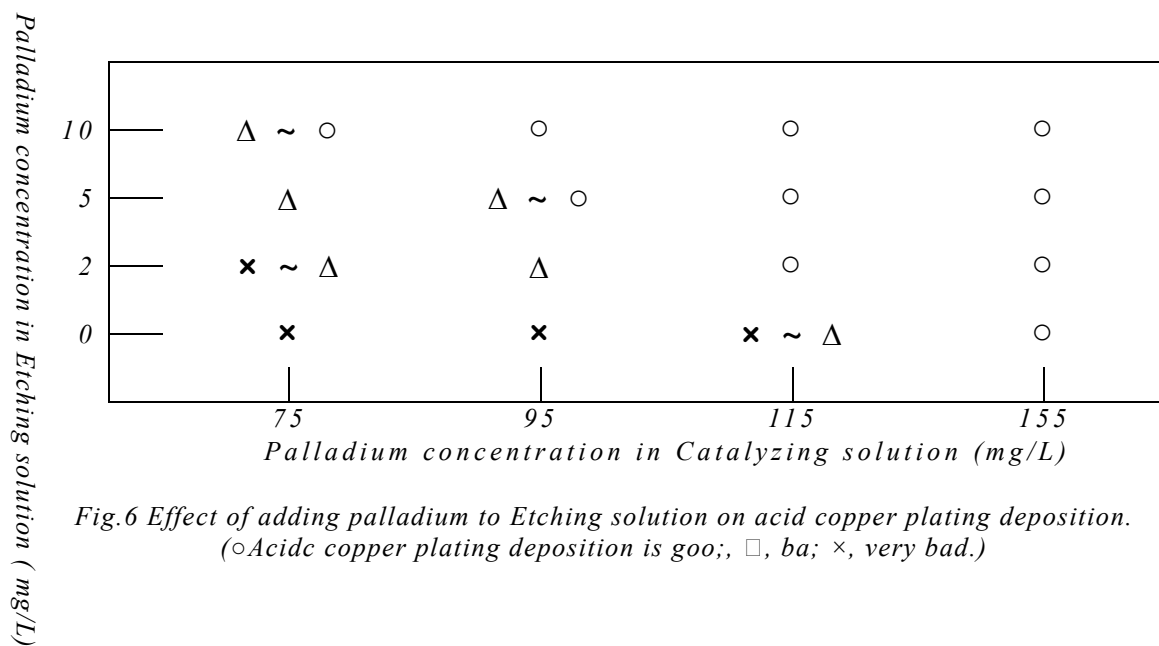 Palladium concentration in Etching solution ( mg/L)
10 Δ ~ ○ ○ ○ ○
5 Δ Δ ~ ○ ○ ○
2 × ~ Δ Δ ○ ○
0 × × × ~ Δ ○
75 95 115 155
Palladium concentration in Catalyzing solution (mg/L)
Fig.6 Effect of adding palladium to Etching solution on acid copper plating deposition.
(○Acidc copper plating deposition is goo;, □, ba; ×, very bad.)